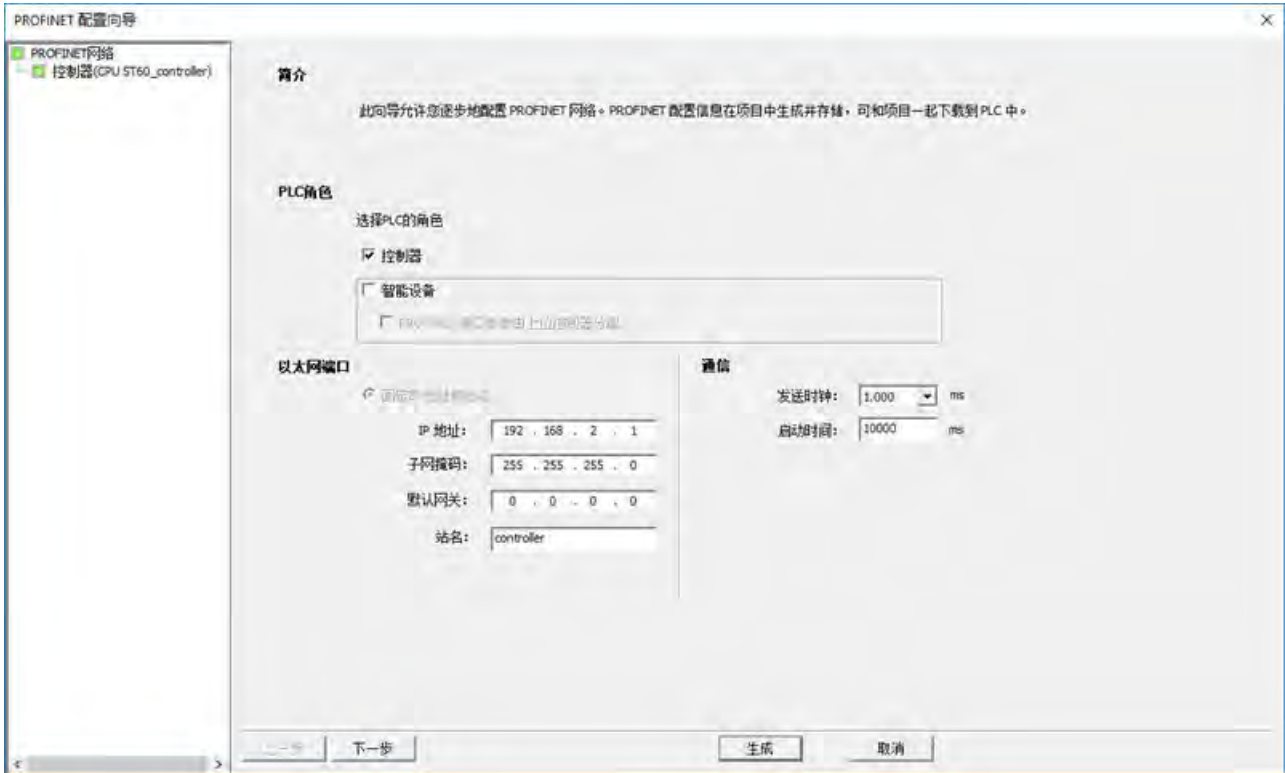 PROFINET 配置向导
PROFINET网络
控制器(CPU ST60_controller)
简介
此向导允许您逐步地配置 PROFINET 网络。PROFINET 配置信息在项目中生成并存储，可和项目一起下载到 PLC 中。
PLC角色
选择PLC的角色
控制器
智能设备
以太网端口
通信
发送时钟： 1.000 ms
IP 地址： 192 . 168 . 2 . 1
启动时间： 10000 ms
子网掩码： 255 . 255 . 255 . 0
默认网关： 0 . 0 . 0 . 0
站名： controller
上一步 下一步 生成 取消